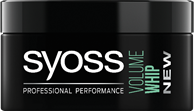 syoss
PROFESSIONAL PERFORMANCE
VOLUME
WHIP
NEW